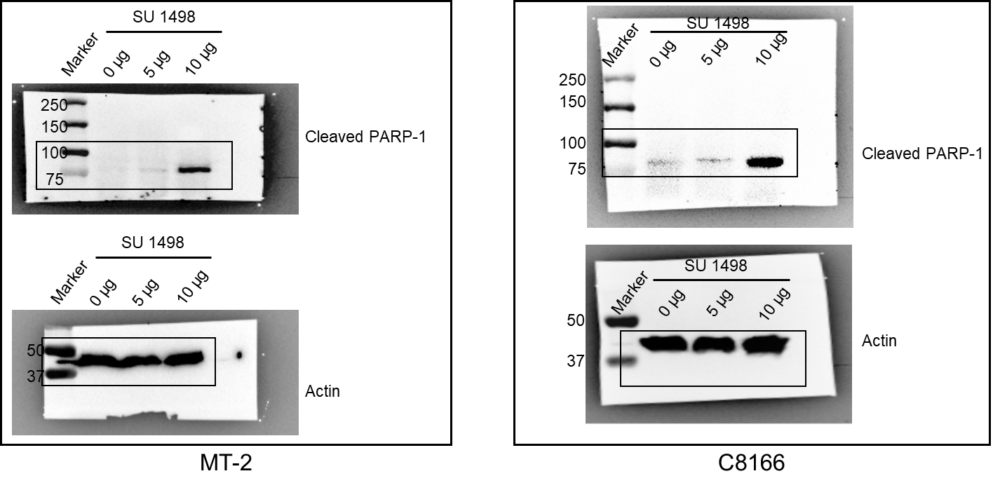 SU 1498
Marker
0 µg
5 µg
10 µg
250
150
100
75
Cleaved PARP-1
SU 1498
Marker
0 µg
5 µg
10 µg
50
37
Actin
MT-2
SU 1498
Marker
0 µg
5 µg
10 µg
250
150
100
75
Cleaved PARP-1
SU 1498
Marker
0 µg
5 µg
10 µg
50
37
Actin
C8166